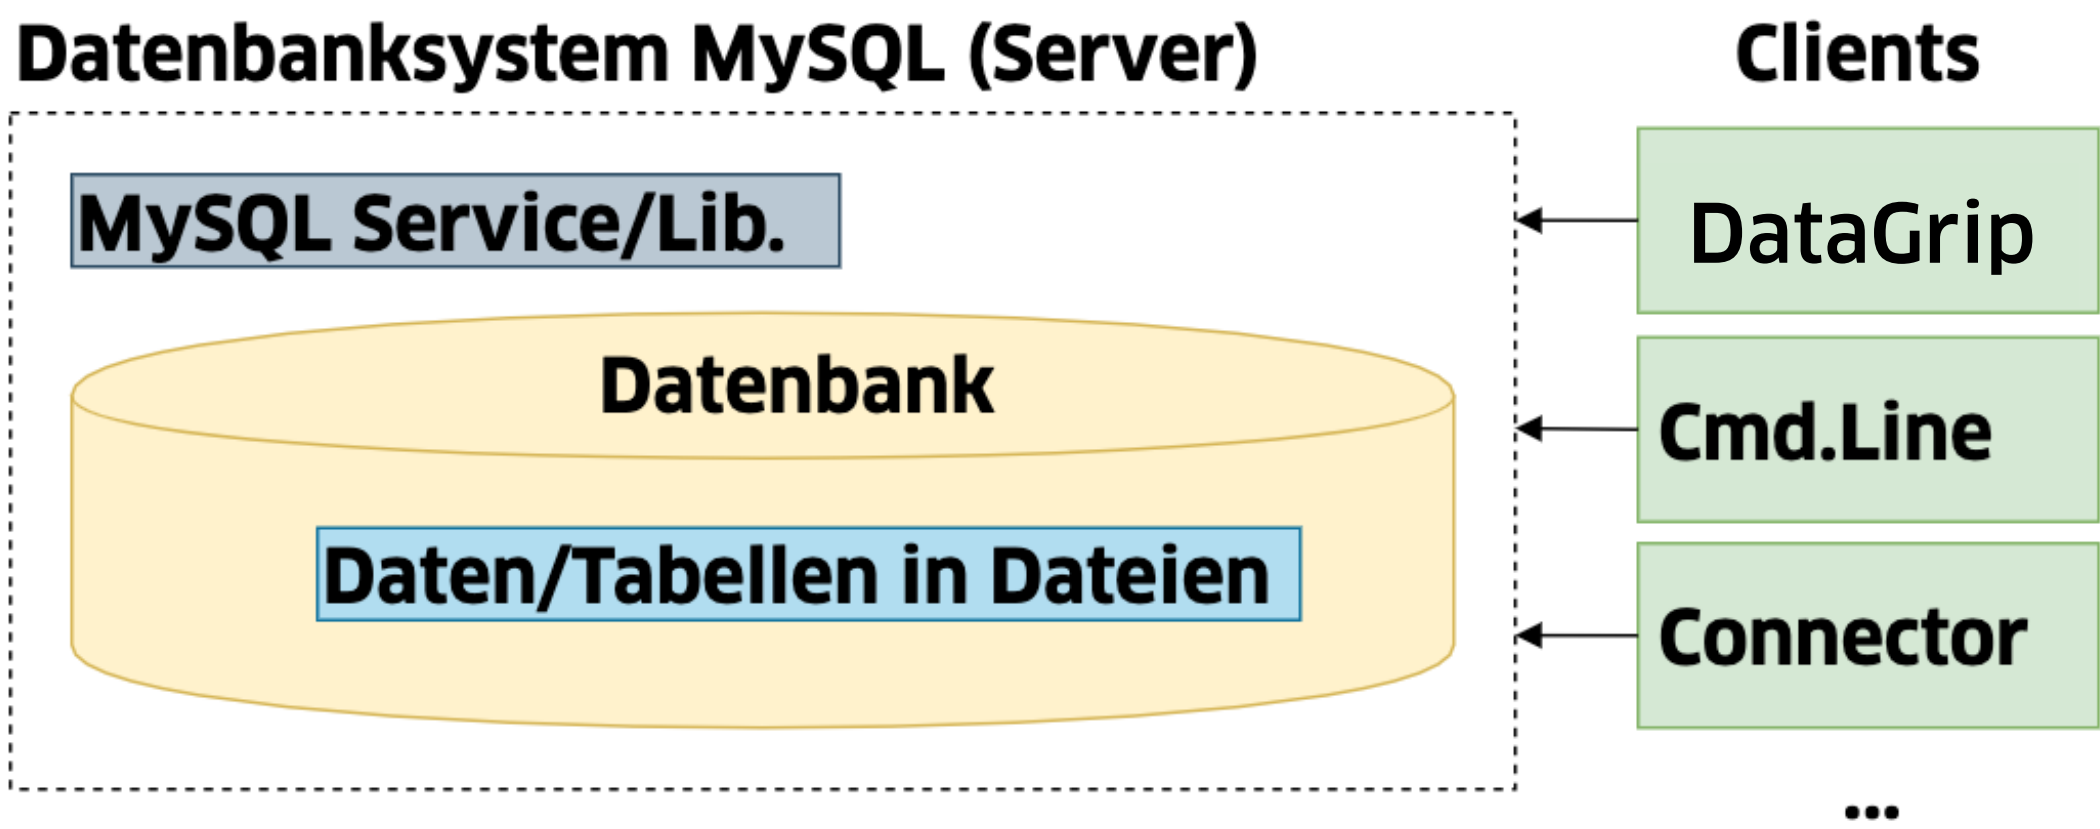 Datenbanksystem MySQL (Server)
Clients
MySQL Service/Lib.
DataGrip
Datenbank
Cmd.Line
Daten/Tabellen in Dateien
Connector
...